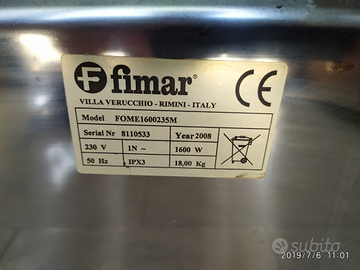 F fimar® CE
VILLA VERUCCHIO - RIMINI - ITALY
Model FOME1600235M
Serial Nr 8110533 Year 2008
230 V 1N ~ 1600 W
50 Hz IPX3 18,00 Kg
subito
2019/7/6 11:01